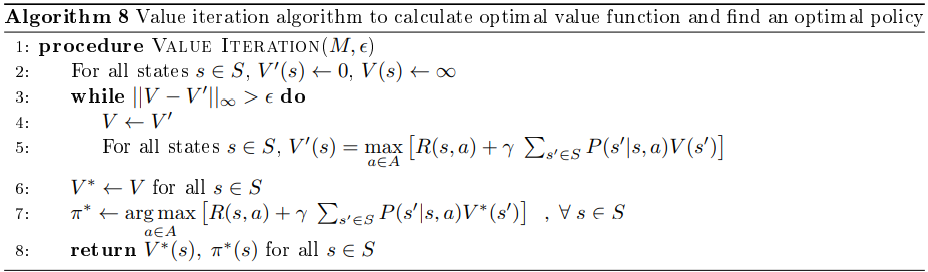 Algorithm 8 Value iteration algorithm to calculate optimal value function and find an optimal policy
1: procedure VALUE ITERATION(M, ϵ)
2: For all states s ∈ S, V′(s) ← 0, V(s) ← ∞
3: while ||V − V′||∞ > ϵ do
4: V ← V′
5: For all states s ∈ S, V′(s) = max_{a∈A} [R(s, a) + γ ∑_{s′∈S} P(s′|s, a)V(s′)]
6: V* ← V for all s ∈ S
7: π* ← arg max_{a∈A} [R(s, a) + γ ∑_{s′∈S} P(s′|s, a)V*(s′)] , ∀ s ∈ S
8: return V*(s), π*(s) for all s ∈ S